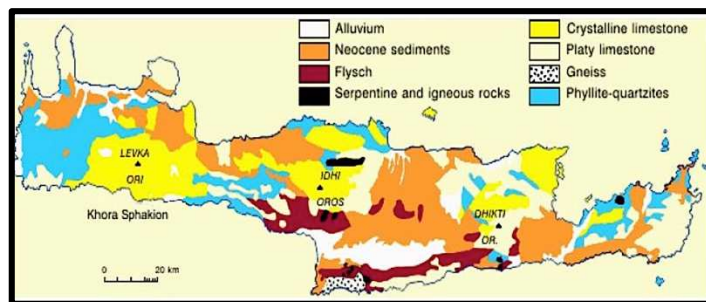 Alluvium
Neocene sediments
Flysch
Serpentine and igneous rocks
Crystalline limestone
Platy limestone
Gneiss
Phyllite-quartzites
LEVKA
ORI
IDHI
OROS
DHIKTI
OR.
Khora Sphakion
0 20 km